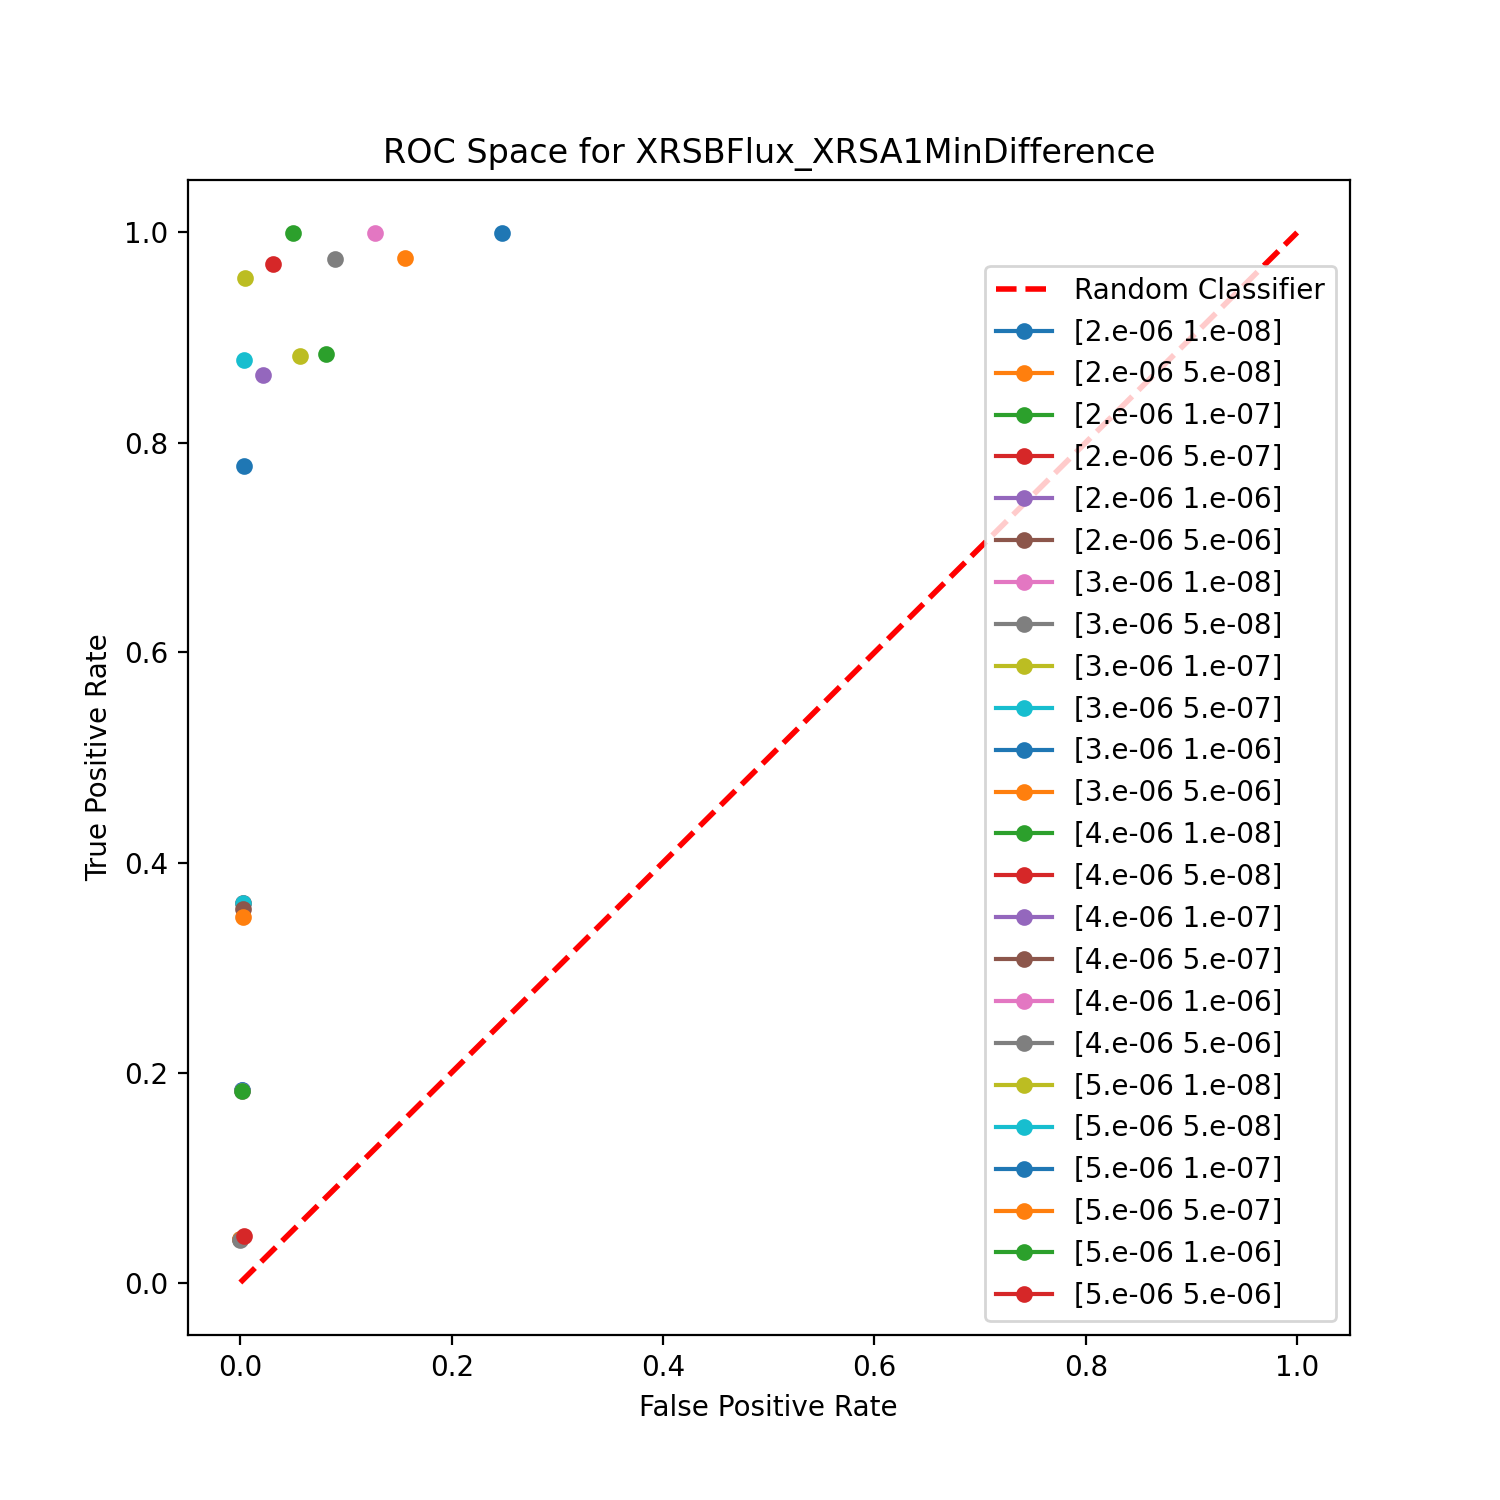 ROC Space for XRSBFlux_XRSA1MinDifference
1.0
0.8
0.6
0.4
0.2
0.0
True Positive Rate
0.0 0.2 0.4 0.6 0.8 1.0
False Positive Rate
Random Classifier
[2.e-06 1.e-08]
[2.e-06 5.e-08]
[2.e-06 1.e-07]
[2.e-06 5.e-07]
[2.e-06 1.e-06]
[2.e-06 5.e-06]
[3.e-06 1.e-08]
[3.e-06 5.e-08]
[3.e-06 1.e-07]
[3.e-06 5.e-07]
[3.e-06 1.e-06]
[3.e-06 5.e-06]
[4.e-06 1.e-08]
[4.e-06 5.e-08]
[4.e-06 1.e-07]
[4.e-06 5.e-07]
[4.e-06 1.e-06]
[4.e-06 5.e-06]
[5.e-06 1.e-08]
[5.e-06 5.e-08]
[5.e-06 1.e-07]
[5.e-06 5.e-07]
[5.e-06 1.e-06]
[5.e-06 5.e-06]